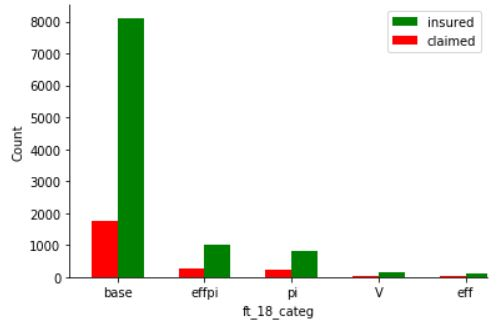 8000
7000
6000
5000
4000
3000
2000
1000
0
Count
insured
claimed
base effpi pi V eff
ft_18_categ